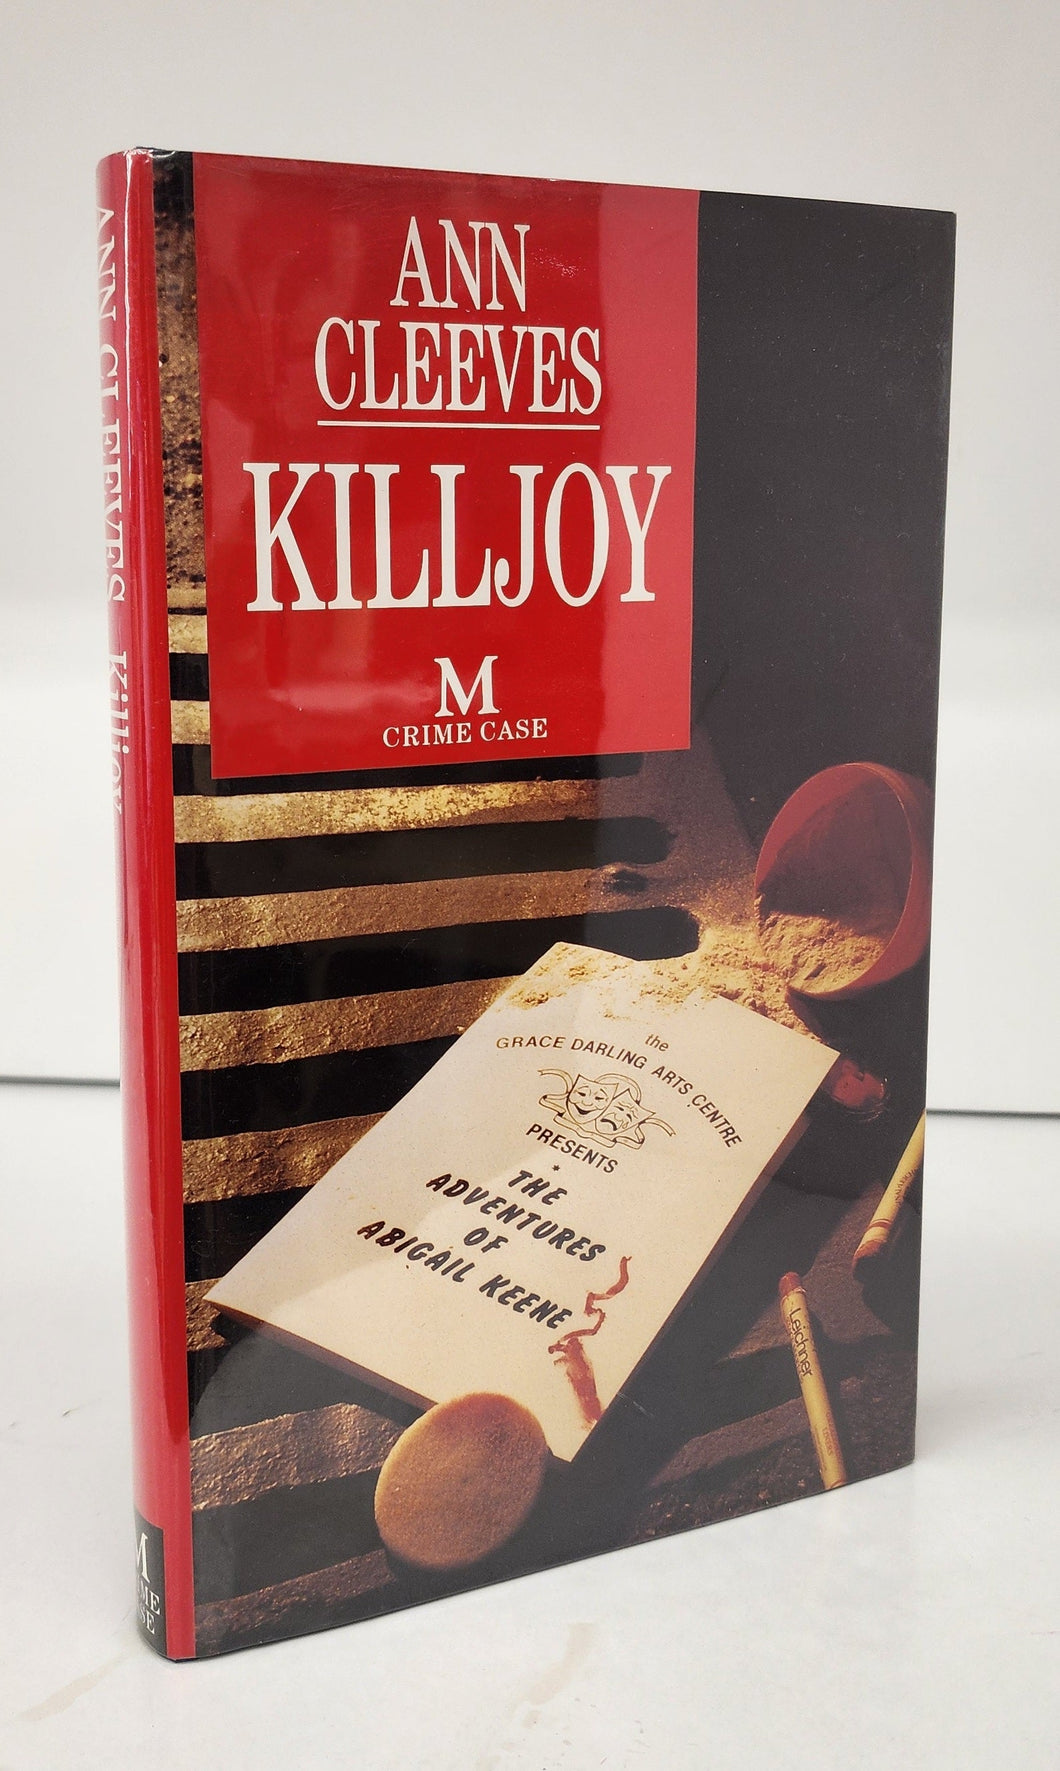 ANN
CLEEVES
KILLJOY
M
CRIME CASE
the
GRACE DARLING ARTS CENTRE
PRESENTS
THE
ADVENTURES
OF
ABIGAIL KEENE
Leichner
ANN CLEEVES Killjoy
M